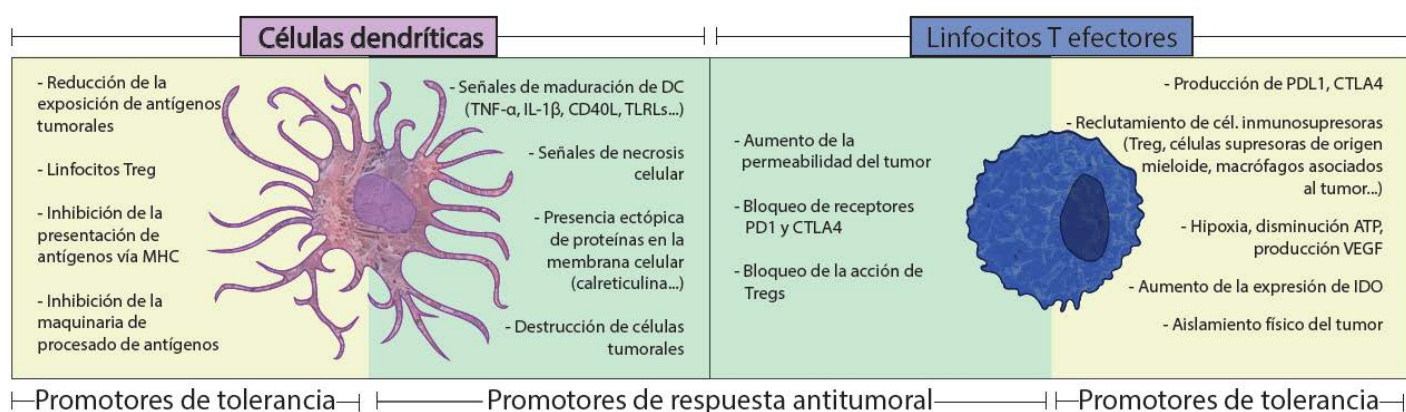 Células dendríticas
Linfocitos T efectores
- Reducción de la
exposición de antígenos
tumorales
- Linfocitos Treg
- Inhibición de la
presentación de
antígenos vía MHC
- Inhibición de la
maquinaria de
procesado de antígenos
- Señales de maduración de DC
(TNF-α, IL-1β, CD40L, TLRLs...)
- Señales de necrosis
celular
- Presencia ectópica
de proteínas en la
membrana celular
(calreticulina...)
- Destrucción de células
tumorales
- Aumento de la
permeabilidad del tumor
- Bloqueo de receptores
PD1 y CTLA4
- Bloqueo de la acción de
Tregs
- Producción de PDL1, CTLA4
- Reclutamiento de cél. inmunosupresoras
(Treg, células supresoras de origen
mieloide, macrófagos asociados
al tumor...)
- Hipoxia, disminución ATP,
producción VEGF
- Aumento de la expresión de IDO
- Aislamiento físico del tumor
Promotores de tolerancia
Promotores de respuesta antitumoral
Promotores de tolerancia